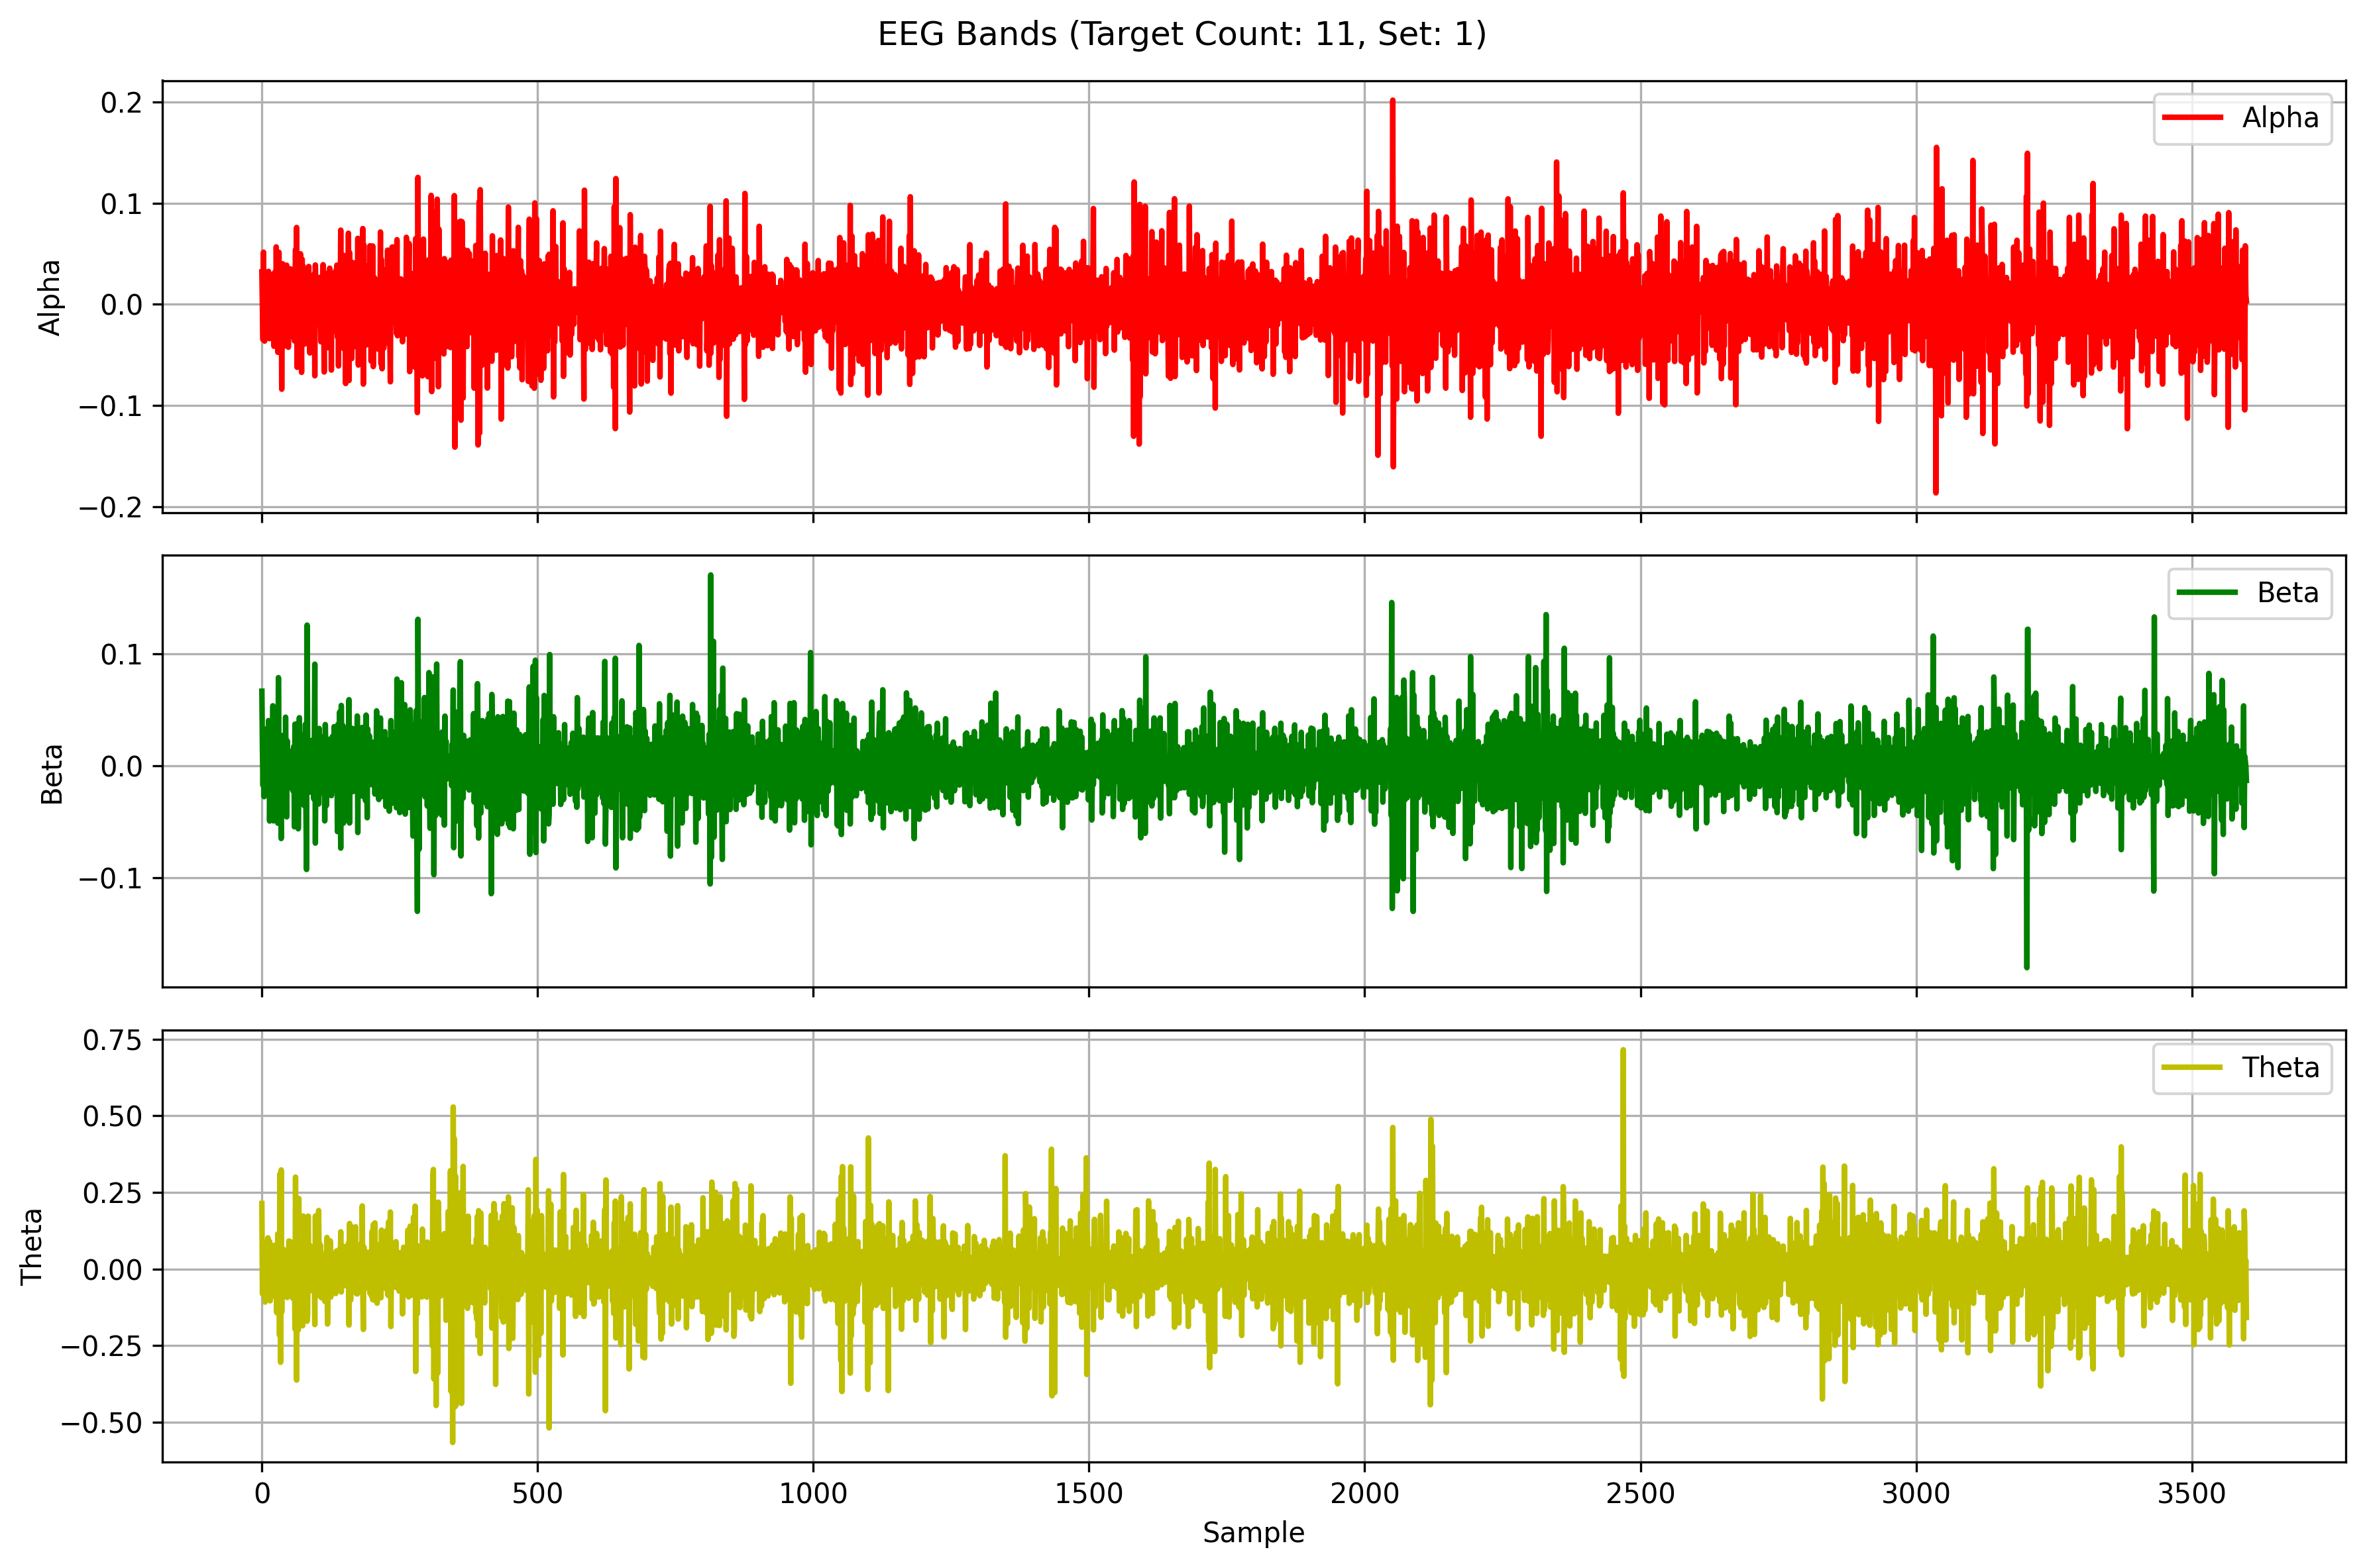 EEG Bands (Target Count: 11, Set: 1)
0.2
0.1
0.0
−0.1
−0.2
Alpha
Alpha
0.1
0.0
−0.1
Beta
Beta
0.75
0.50
0.25
0.00
−0.25
−0.50
Theta
Theta
0 500 1000 1500 2000 2500 3000 3500
Sample